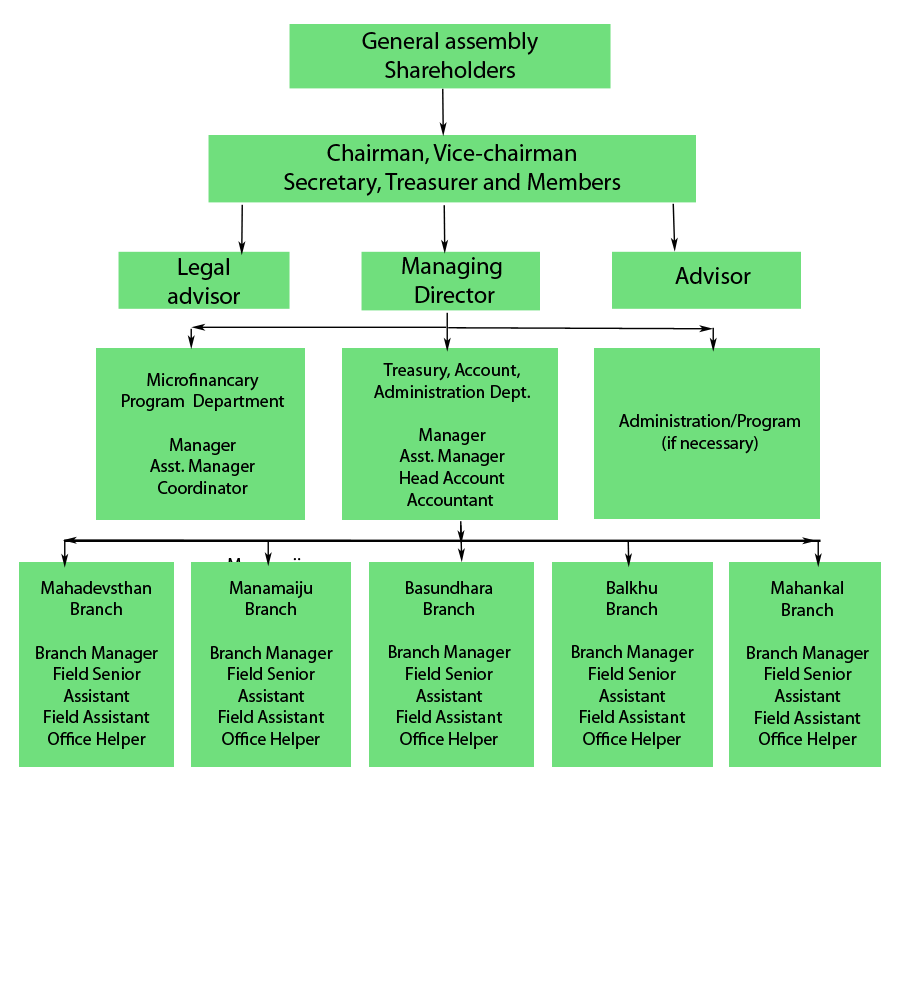 General assembly
Shareholders
Chairman, Vice-chairman
Secretary, Treasurer and Members
Legal
advisor
Managing
Director
Advisor
Microfinancary
Program Department
Manager
Asst. Manager
Coordinator
Treasury, Account,
Administration Dept.
Manager
Asst. Manager
Head Account
Accountant
Administration/Program
(if necessary)
Mahadevsthan
Branch
Branch Manager
Field Senior
Assistant
Field Assistant
Office Helper
Manamaiju
Branch
Branch Manager
Field Senior
Assistant
Field Assistant
Office Helper
Basundhara
Branch
Branch Manager
Field Senior
Assistant
Field Assistant
Office Helper
Balkhu
Branch
Branch Manager
Field Senior
Assistant
Field Assistant
Office Helper
Mahankal
Branch
Branch Manager
Field Senior
Assistant
Field Assistant
Office Helper